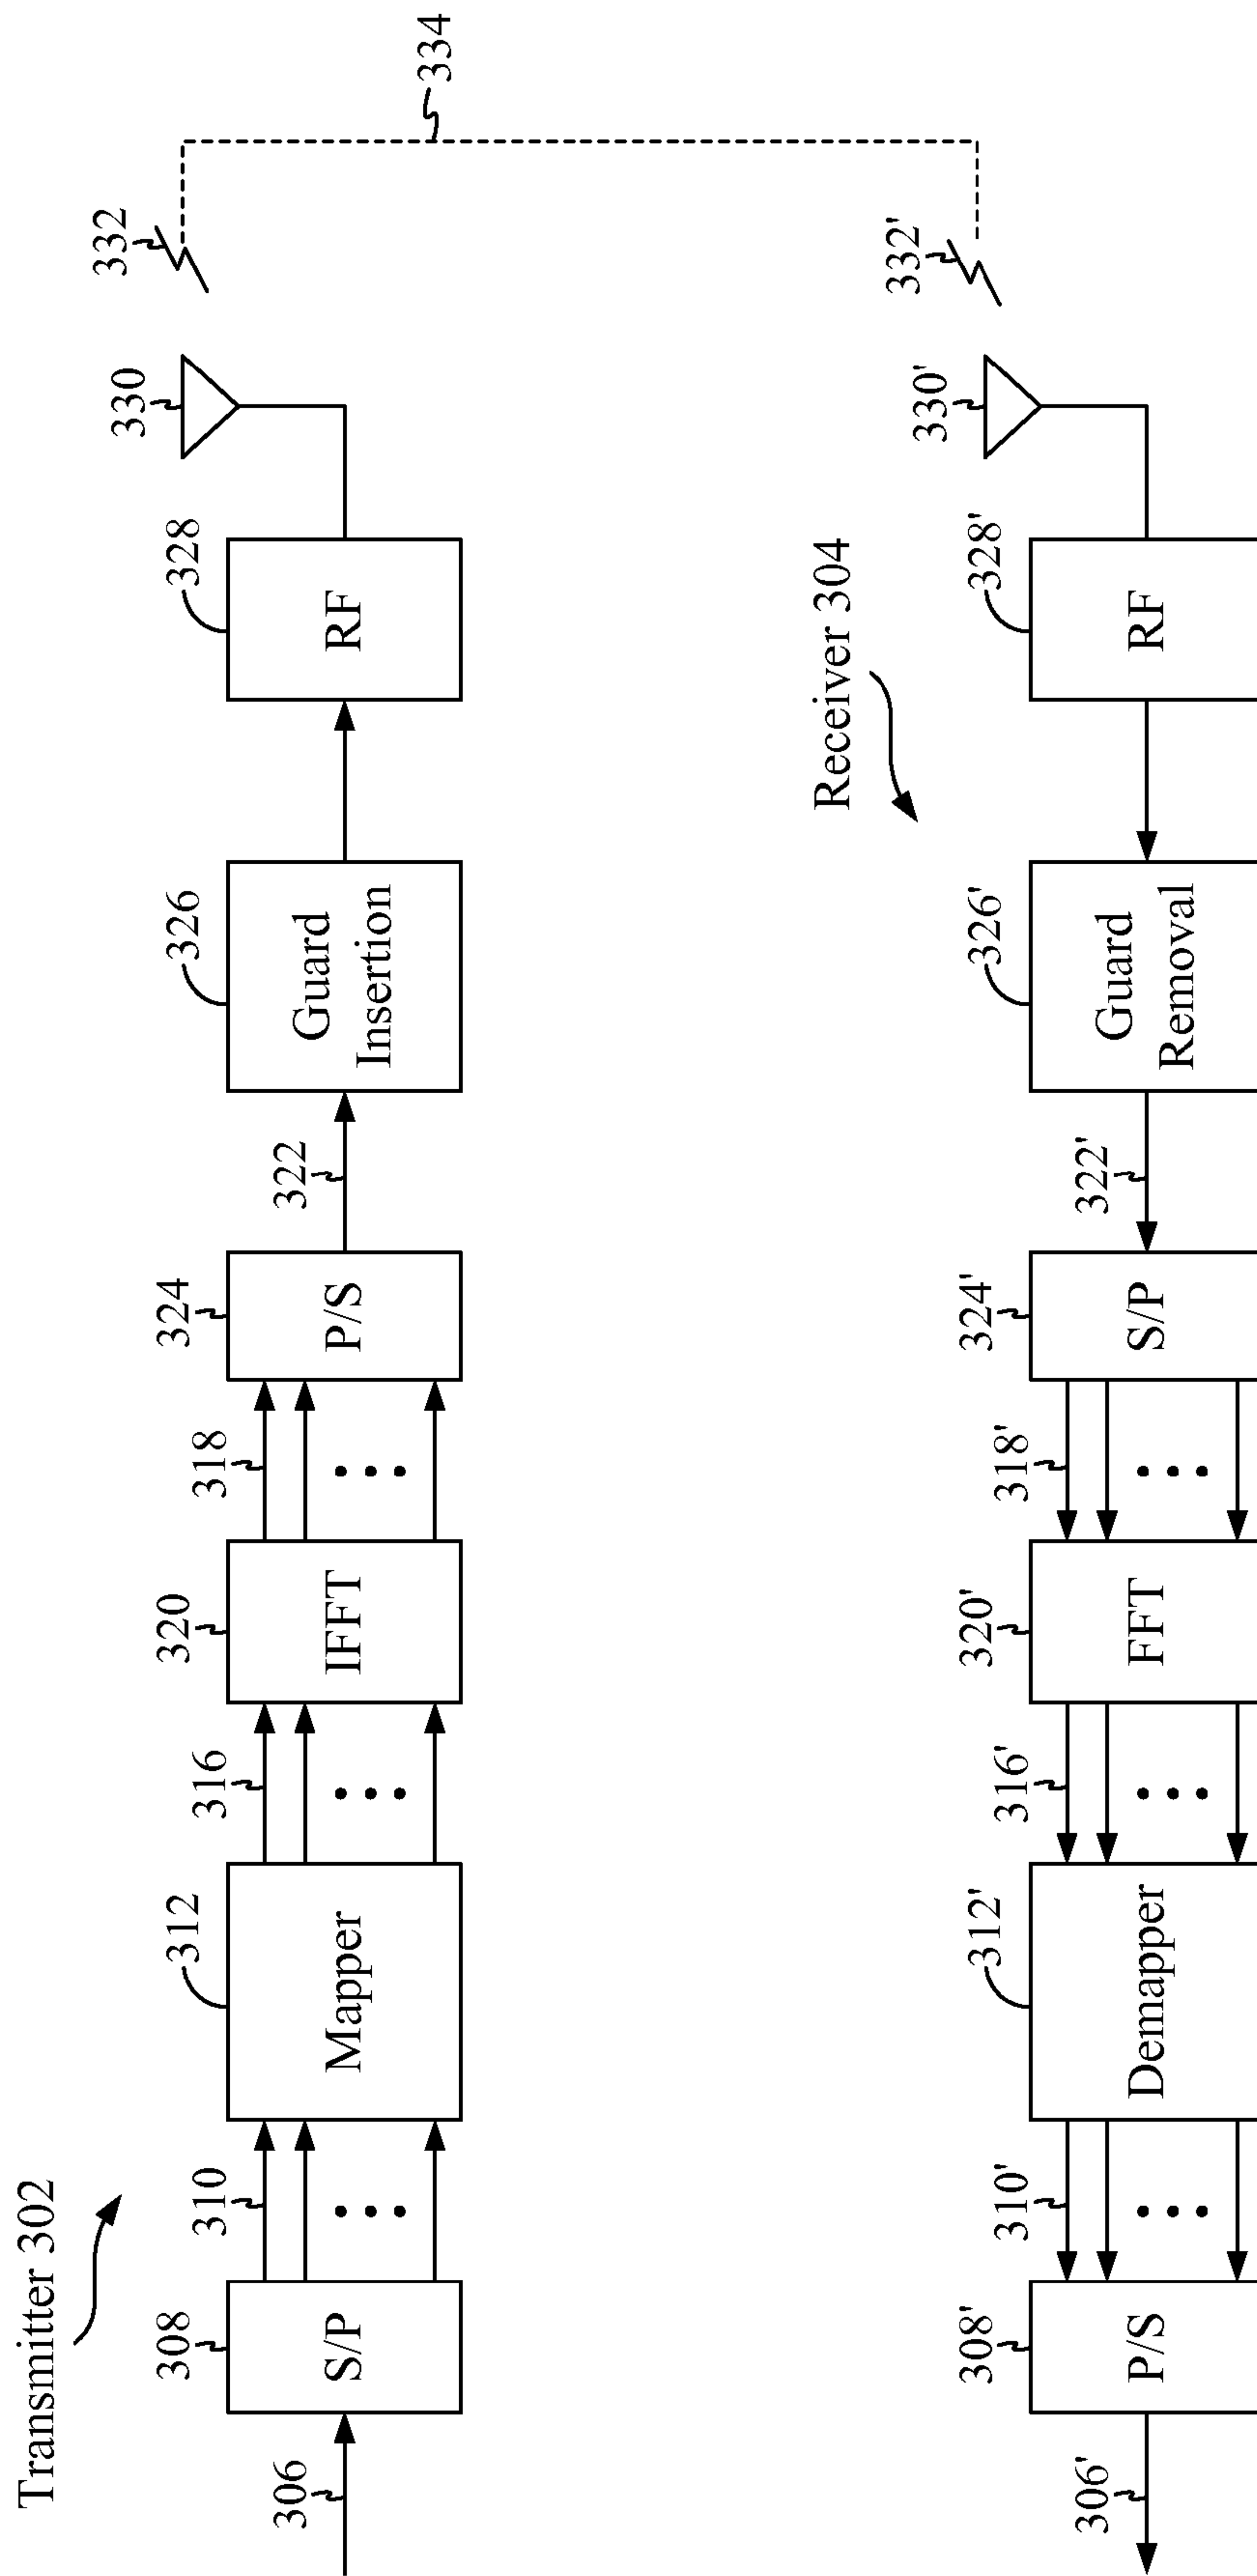 Transmitter 302
306
308
S/P
310
312
Mapper
316
320
IFFT
318
324
P/S
322
326
Guard
Insertion
328
RF
330
332
334
Receiver 304
306'
308'
P/S
310'
312'
Demapper
316'
320'
FFT
318'
324'
S/P
322'
326'
Guard
Removal
328'
RF
330'
332'